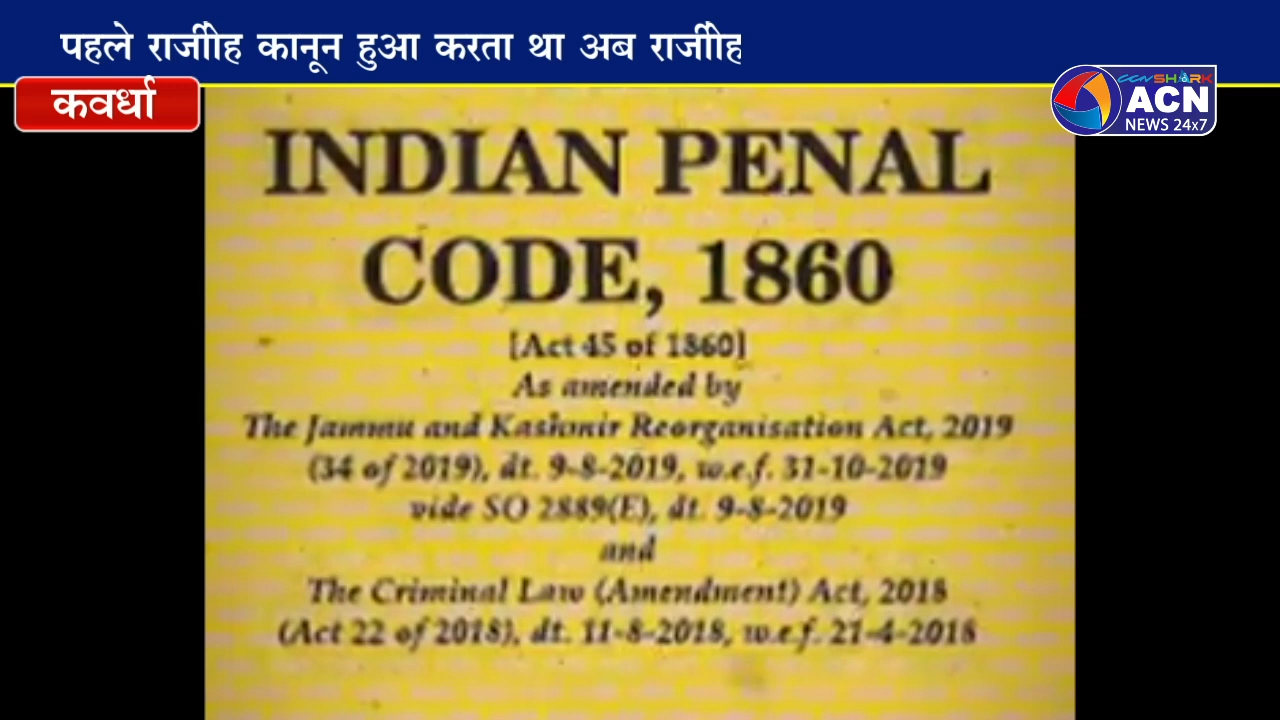 पहले राजीीह कानून हुआ करता था अब राजीीह
कवर्धा
CCN SHARK
ACN
NEWS 24x7
INDIAN PENAL
CODE, 1860
[Act 45 of 1860]
As amended by
The Jammu and Kashmir Reorganisation Act, 2019
(34 of 2019), dt. 9-8-2019, w.e.f. 31-10-2019
vide SO 2889(E), dt. 9-8-2019
and
The Criminal Law (Amendment) Act, 2018
(Act 22 of 2018), dt. 11-8-2018, w.e.f. 21-4-2018